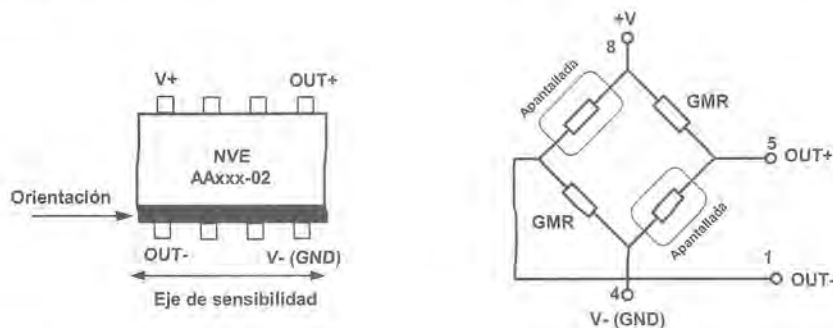 V+
OUT+
NVE
AAxxx-02
Orientación
OUT-
V- (GND)
Eje de sensibilidad
+V
8
Apantallada
GMR
5
OUT+
GMR
Apantallada
1
OUT-
4
V- (GND)